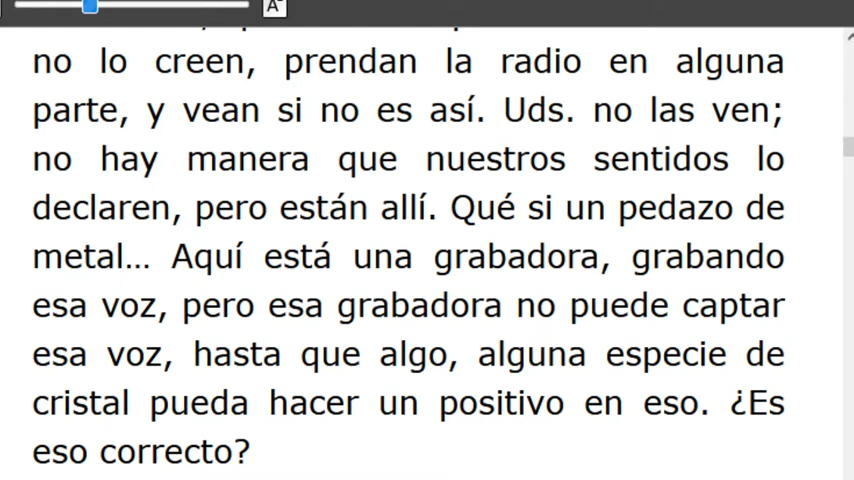 A
no lo creen, prendan la radio en alguna
parte, y vean si no es así. Uds. no las ven;
no hay manera que nuestros sentidos lo
declaren, pero están allí. Qué si un pedazo de
metal... Aquí está una grabadora, grabando
esa voz, pero esa grabadora no puede captar
esa voz, hasta que algo, alguna especie de
cristal pueda hacer un positivo en eso. ¿Es
eso correcto?